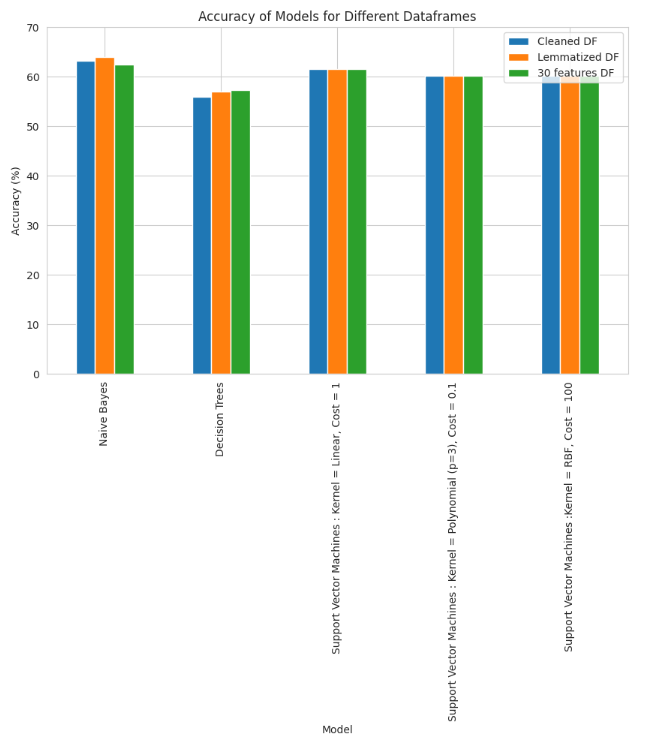 Accuracy of Models for Different Dataframes
Cleaned DF
Lemmatized DF
30 features DF
Accuracy (%)
70
60
50
40
30
20
10
0
Naive Bayes
Decision Trees
Support Vector Machines : Kernel = Linear, Cost = 1
Support Vector Machines : Kernel = Polynomial (p=3), Cost = 0.1
Support Vector Machines :Kernel = RBF, Cost = 100
Model